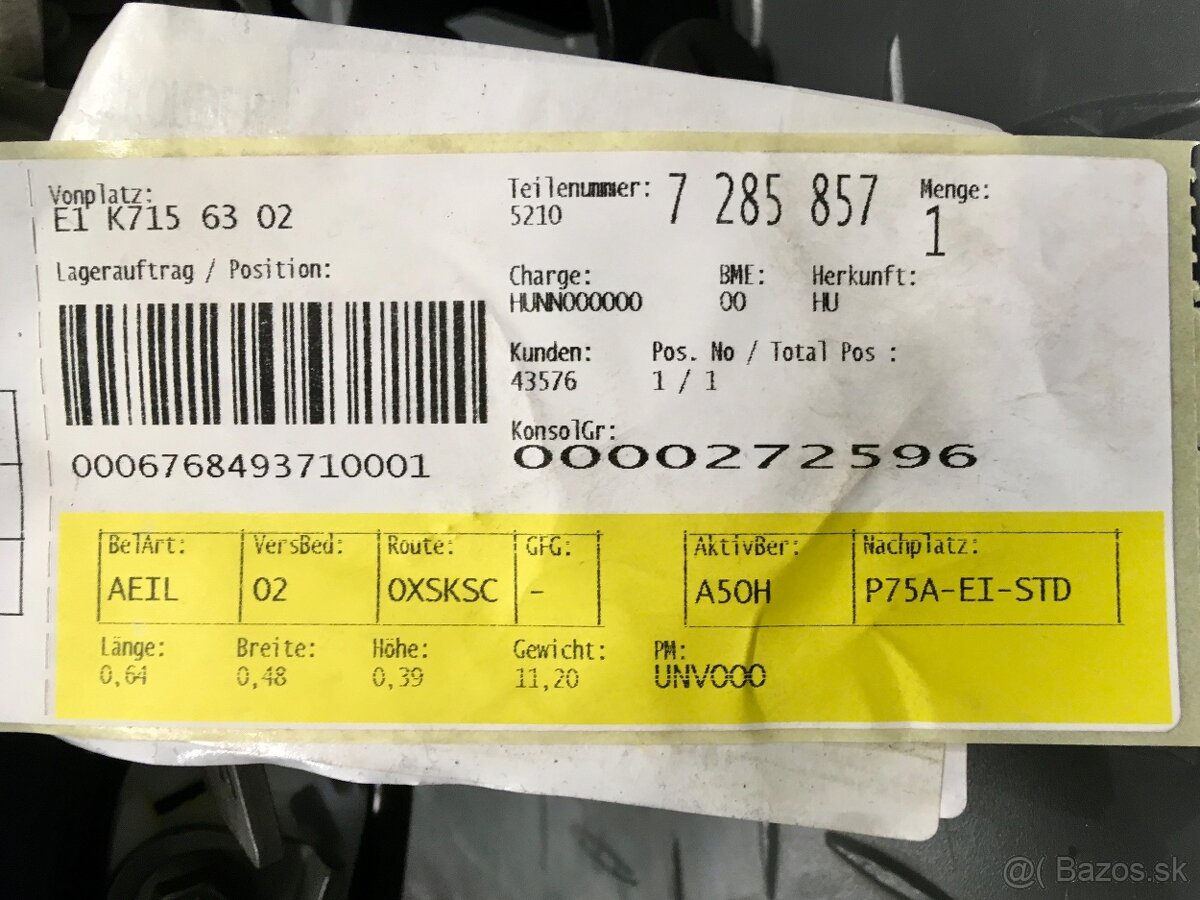 Vonplatz:
E1 K715 63 02
Lagerauftrag / Position:
0006768493710001
Teilenummer: 7 285 857
5210
Menge:
1
Charge: BME: Herkunft:
HUNN000000 00 HU
Kunden: Pos. No / Total Pos :
43576 1 / 1
KonsolGr:
0000272596
BelArt: VersBed: Route: GFG: AktivBer: Nachplatz:
AEIL 02 0XSKSC - A50H P75A-EI-STD
Länge: Breite: Höhe: Gewicht: PM:
0,64 0,48 0,39 11,20 UNV000
@( Bazos.sk